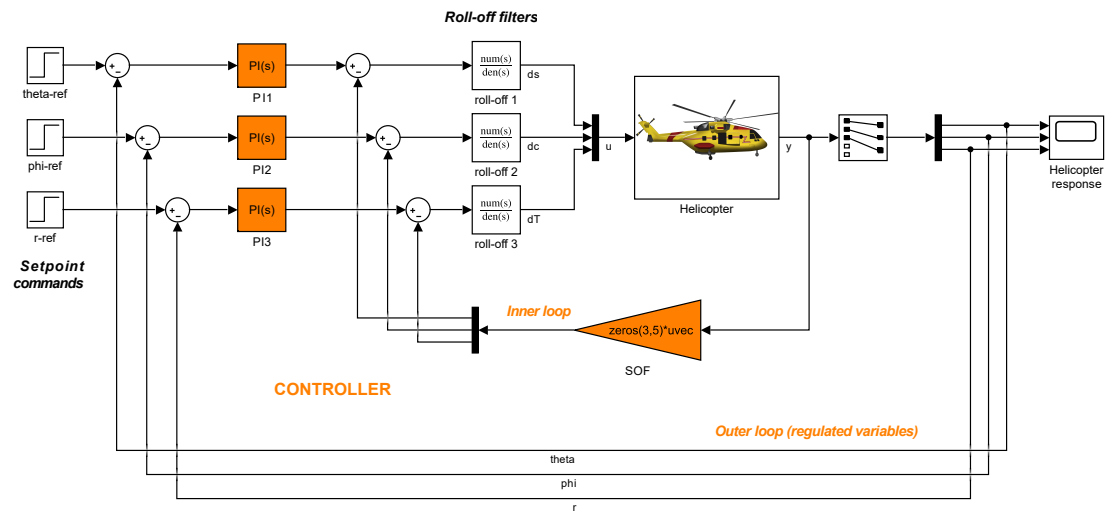 Roll-off filters
theta-ref
+
−
PI(s)
PI1
+
−
num(s)
den(s)
ds
roll-off 1
phi-ref
+
−
PI(s)
PI2
+
−
num(s)
den(s)
dc
roll-off 2
u
Helicopter
y
Helicopter
response
r-ref
+
−
PI(s)
PI3
+
−
num(s)
den(s)
dT
roll-off 3
Setpoint
commands
Inner loop
zeros(3,5)*uvec
SOF
CONTROLLER
Outer loop (regulated variables)
theta
phi
r